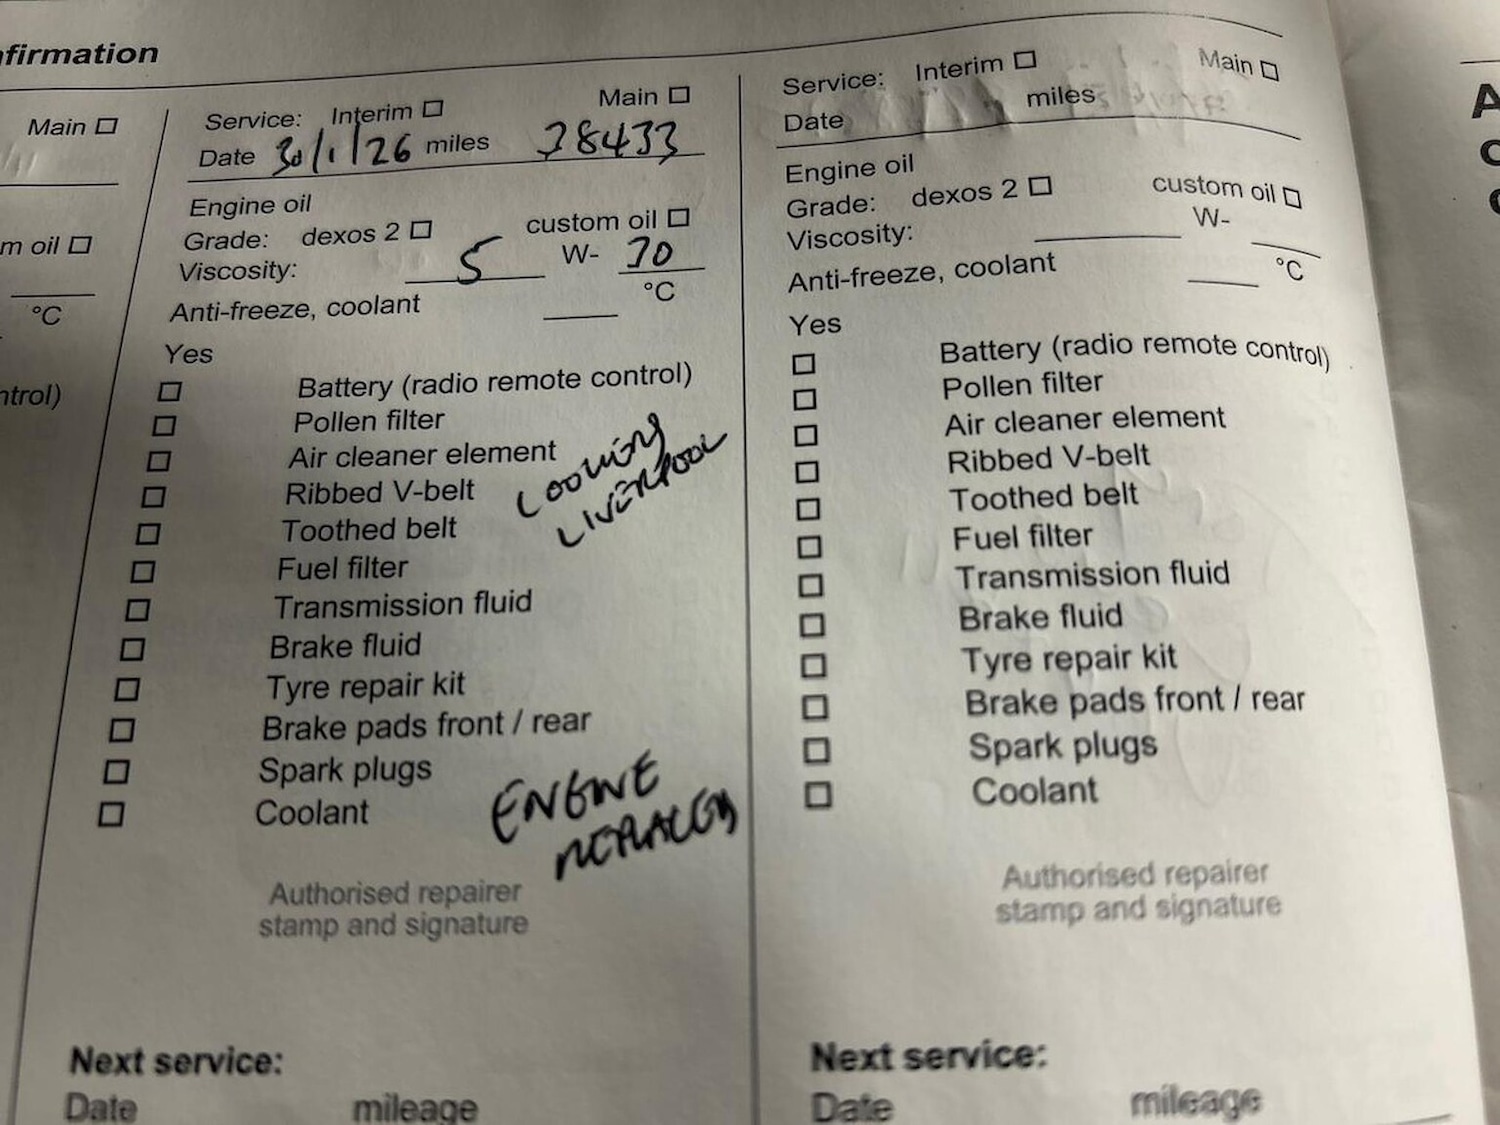 nfirmation
Main
m oil
°C
ntrol)
Service: Interim Main
Date 30/1/26 miles 78433
Engine oil
Grade: dexos 2 custom oil
Viscosity: 5 W- 30
Anti-freeze, coolant °C
Yes
Battery (radio remote control)
Pollen filter
Air cleaner element
Ribbed V-belt
Toothed belt
Fuel filter
Transmission fluid
Brake fluid
Tyre repair kit
Brake pads front / rear
Spark plugs
Coolant
LIVERPOOL
ENGINE
REPLACED
Authorised repairer
stamp and signature
Next service:
Date mileage
Service: Interim Main
Date miles
Engine oil
Grade: dexos 2 custom oil
Viscosity: W-
Anti-freeze, coolant °C
Yes
Battery (radio remote control)
Pollen filter
Air cleaner element
Ribbed V-belt
Toothed belt
Fuel filter
Transmission fluid
Brake fluid
Tyre repair kit
Brake pads front / rear
Spark plugs
Coolant
Authorised repairer
stamp and signature
Next service:
Date mileage